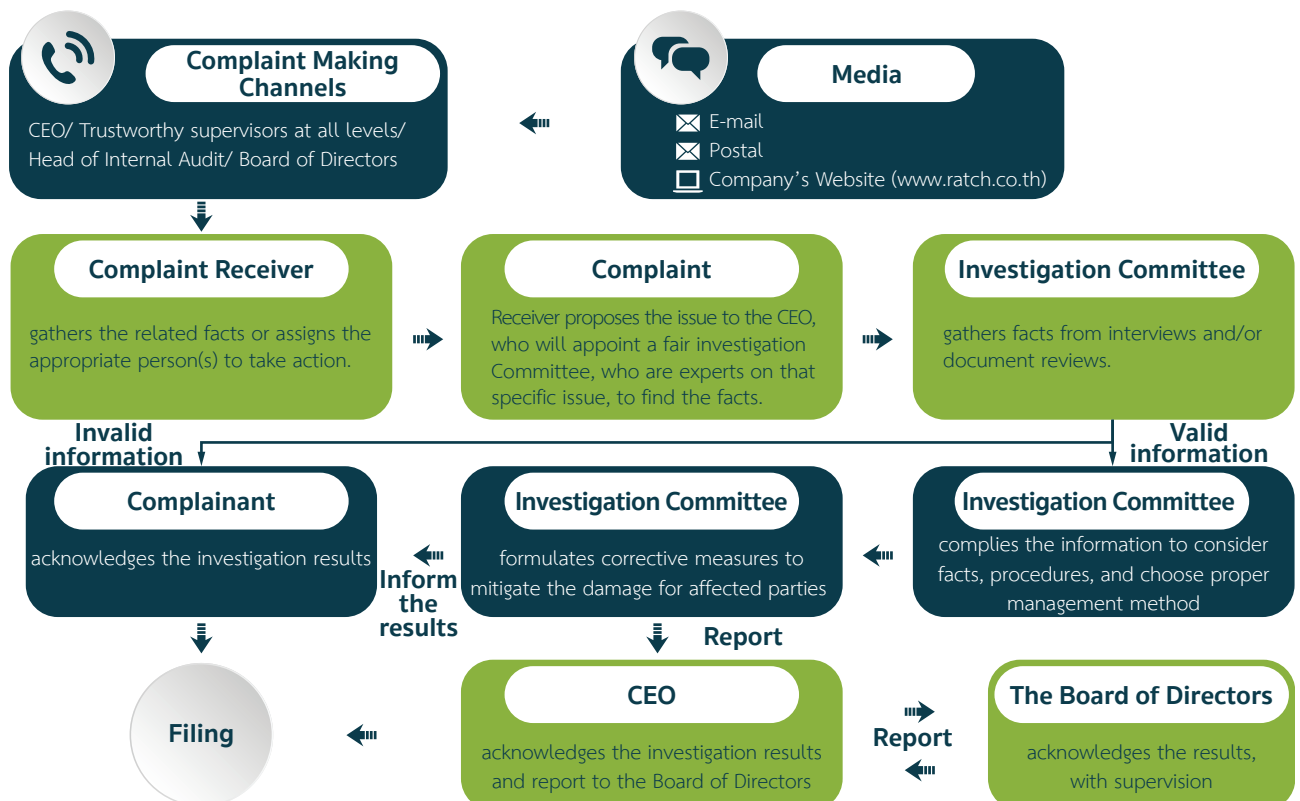 Complaint Making
Channels
CEO/ Trustworthy supervisors at all levels/
Head of Internal Audit/ Board of Directors
Media
E-mail
Postal
Company's Website (www.ratch.co.th)
Complaint Receiver
gathers the related facts or assigns the
appropriate person(s) to take action.
Complaint
Receiver proposes the issue to the CEO,
who will appoint a fair investigation
Committee, who are experts on that
specific issue, to find the facts.
Investigation Committee
gathers facts from interviews and/or
document reviews.
Invalid
information
Valid
information
Complainant
acknowledges the investigation results
Inform
the
results
Investigation Committee
formulates corrective measures to
mitigate the damage for affected parties
Investigation Committee
complies the information to consider
facts, procedures, and choose proper
management method
Report
Filing
CEO
acknowledges the investigation results
and report to the Board of Directors
Report
The Board of Directors
acknowledges the results,
with supervision